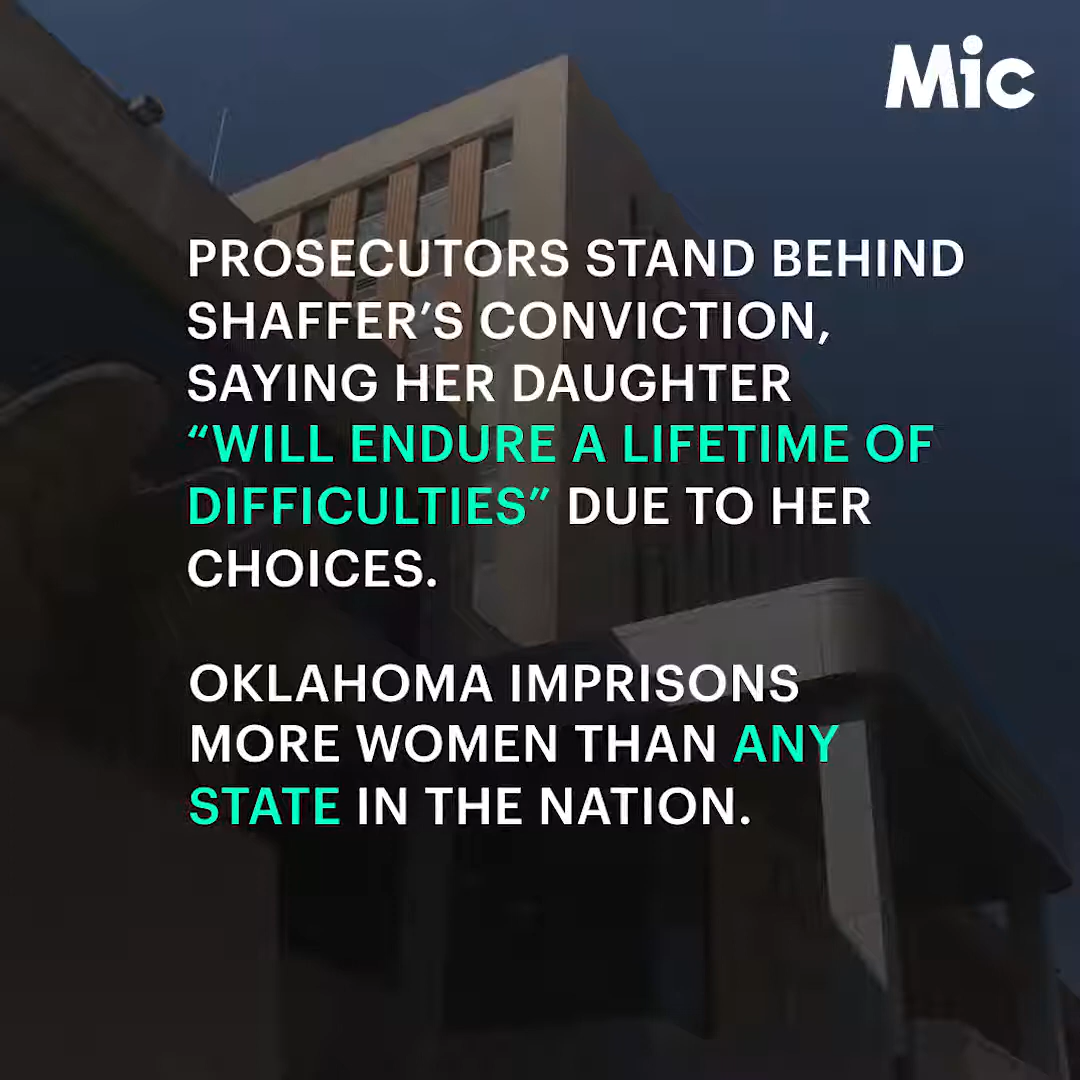 Mic
PROSECUTORS STAND BEHIND
SHAFFER’S CONVICTION,
SAYING HER DAUGHTER
“WILL ENDURE A LIFETIME OF
DIFFICULTIES” DUE TO HER
CHOICES.
OKLAHOMA IMPRISONS
MORE WOMEN THAN ANY
STATE IN THE NATION.